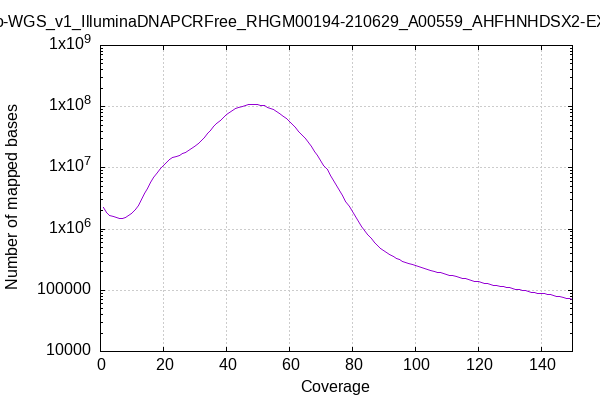 o-WGS_v1_IlluminaDNAPCRFree_RHGM00194-210629_A00559_AHFHNHDSX2-EX
Number of mapped bases
1x10^9
1x10^8
1x10^7
1x10^6
100000
10000
0 20 40 60 80 100 120 140
Coverage